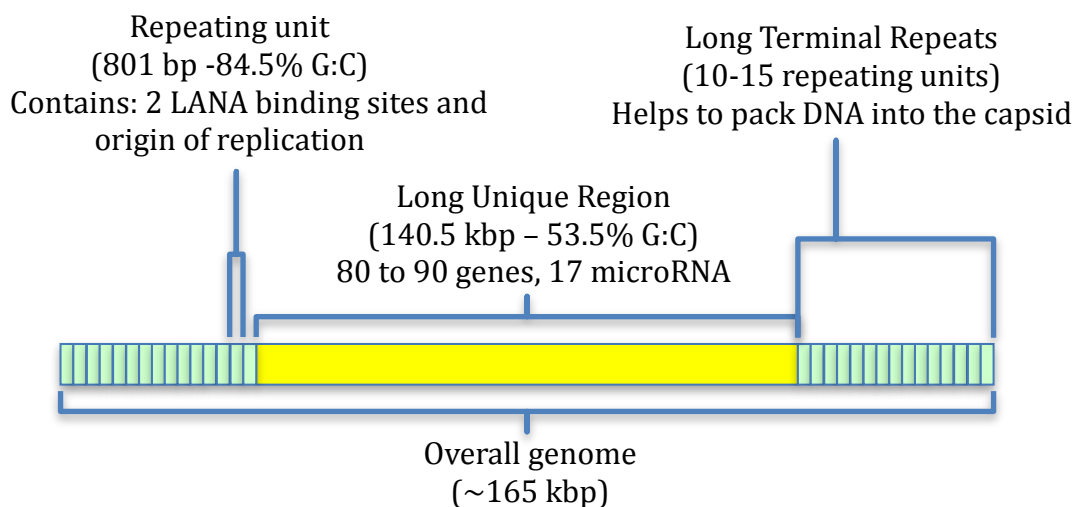 Repeating unit
(801 bp -84.5% G:C)
Contains: 2 LANA binding sites and
origin of replication
Long Terminal Repeats
(10-15 repeating units)
Helps to pack DNA into the capsid
Long Unique Region
(140.5 kbp – 53.5% G:C)
80 to 90 genes, 17 microRNA
Overall genome
(~165 kbp)